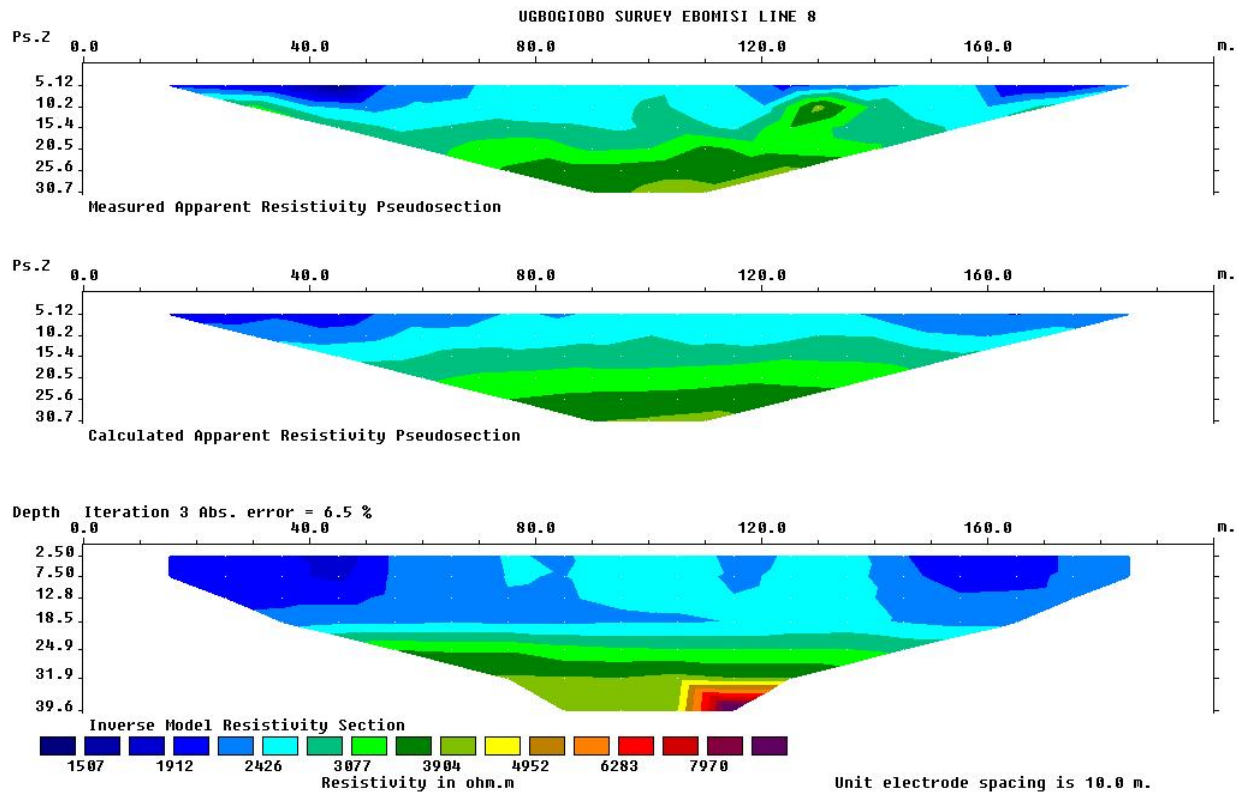 UGBOGIOBO SURVEY EBOMISI LINE 8
Ps.Z 0.0 40.0 80.0 120.0 160.0 m.
5.12
10.2
15.4
20.5
25.6
30.7
Measured Apparent Resistivity Pseudosection
Ps.Z 0.0 40.0 80.0 120.0 160.0 m.
5.12
10.2
15.4
20.5
25.6
30.7
Calculated Apparent Resistivity Pseudosection
Depth Iteration 3 Abs. error = 6.5 %
0.0 40.0 80.0 120.0 160.0 m.
2.50
7.50
12.8
18.5
24.9
31.9
39.6
Inverse Model Resistivity Section
1507 1912 2426 3077 3904 4952 6283 7970
Resistivity in ohm.m Unit electrode spacing is 10.0 m.